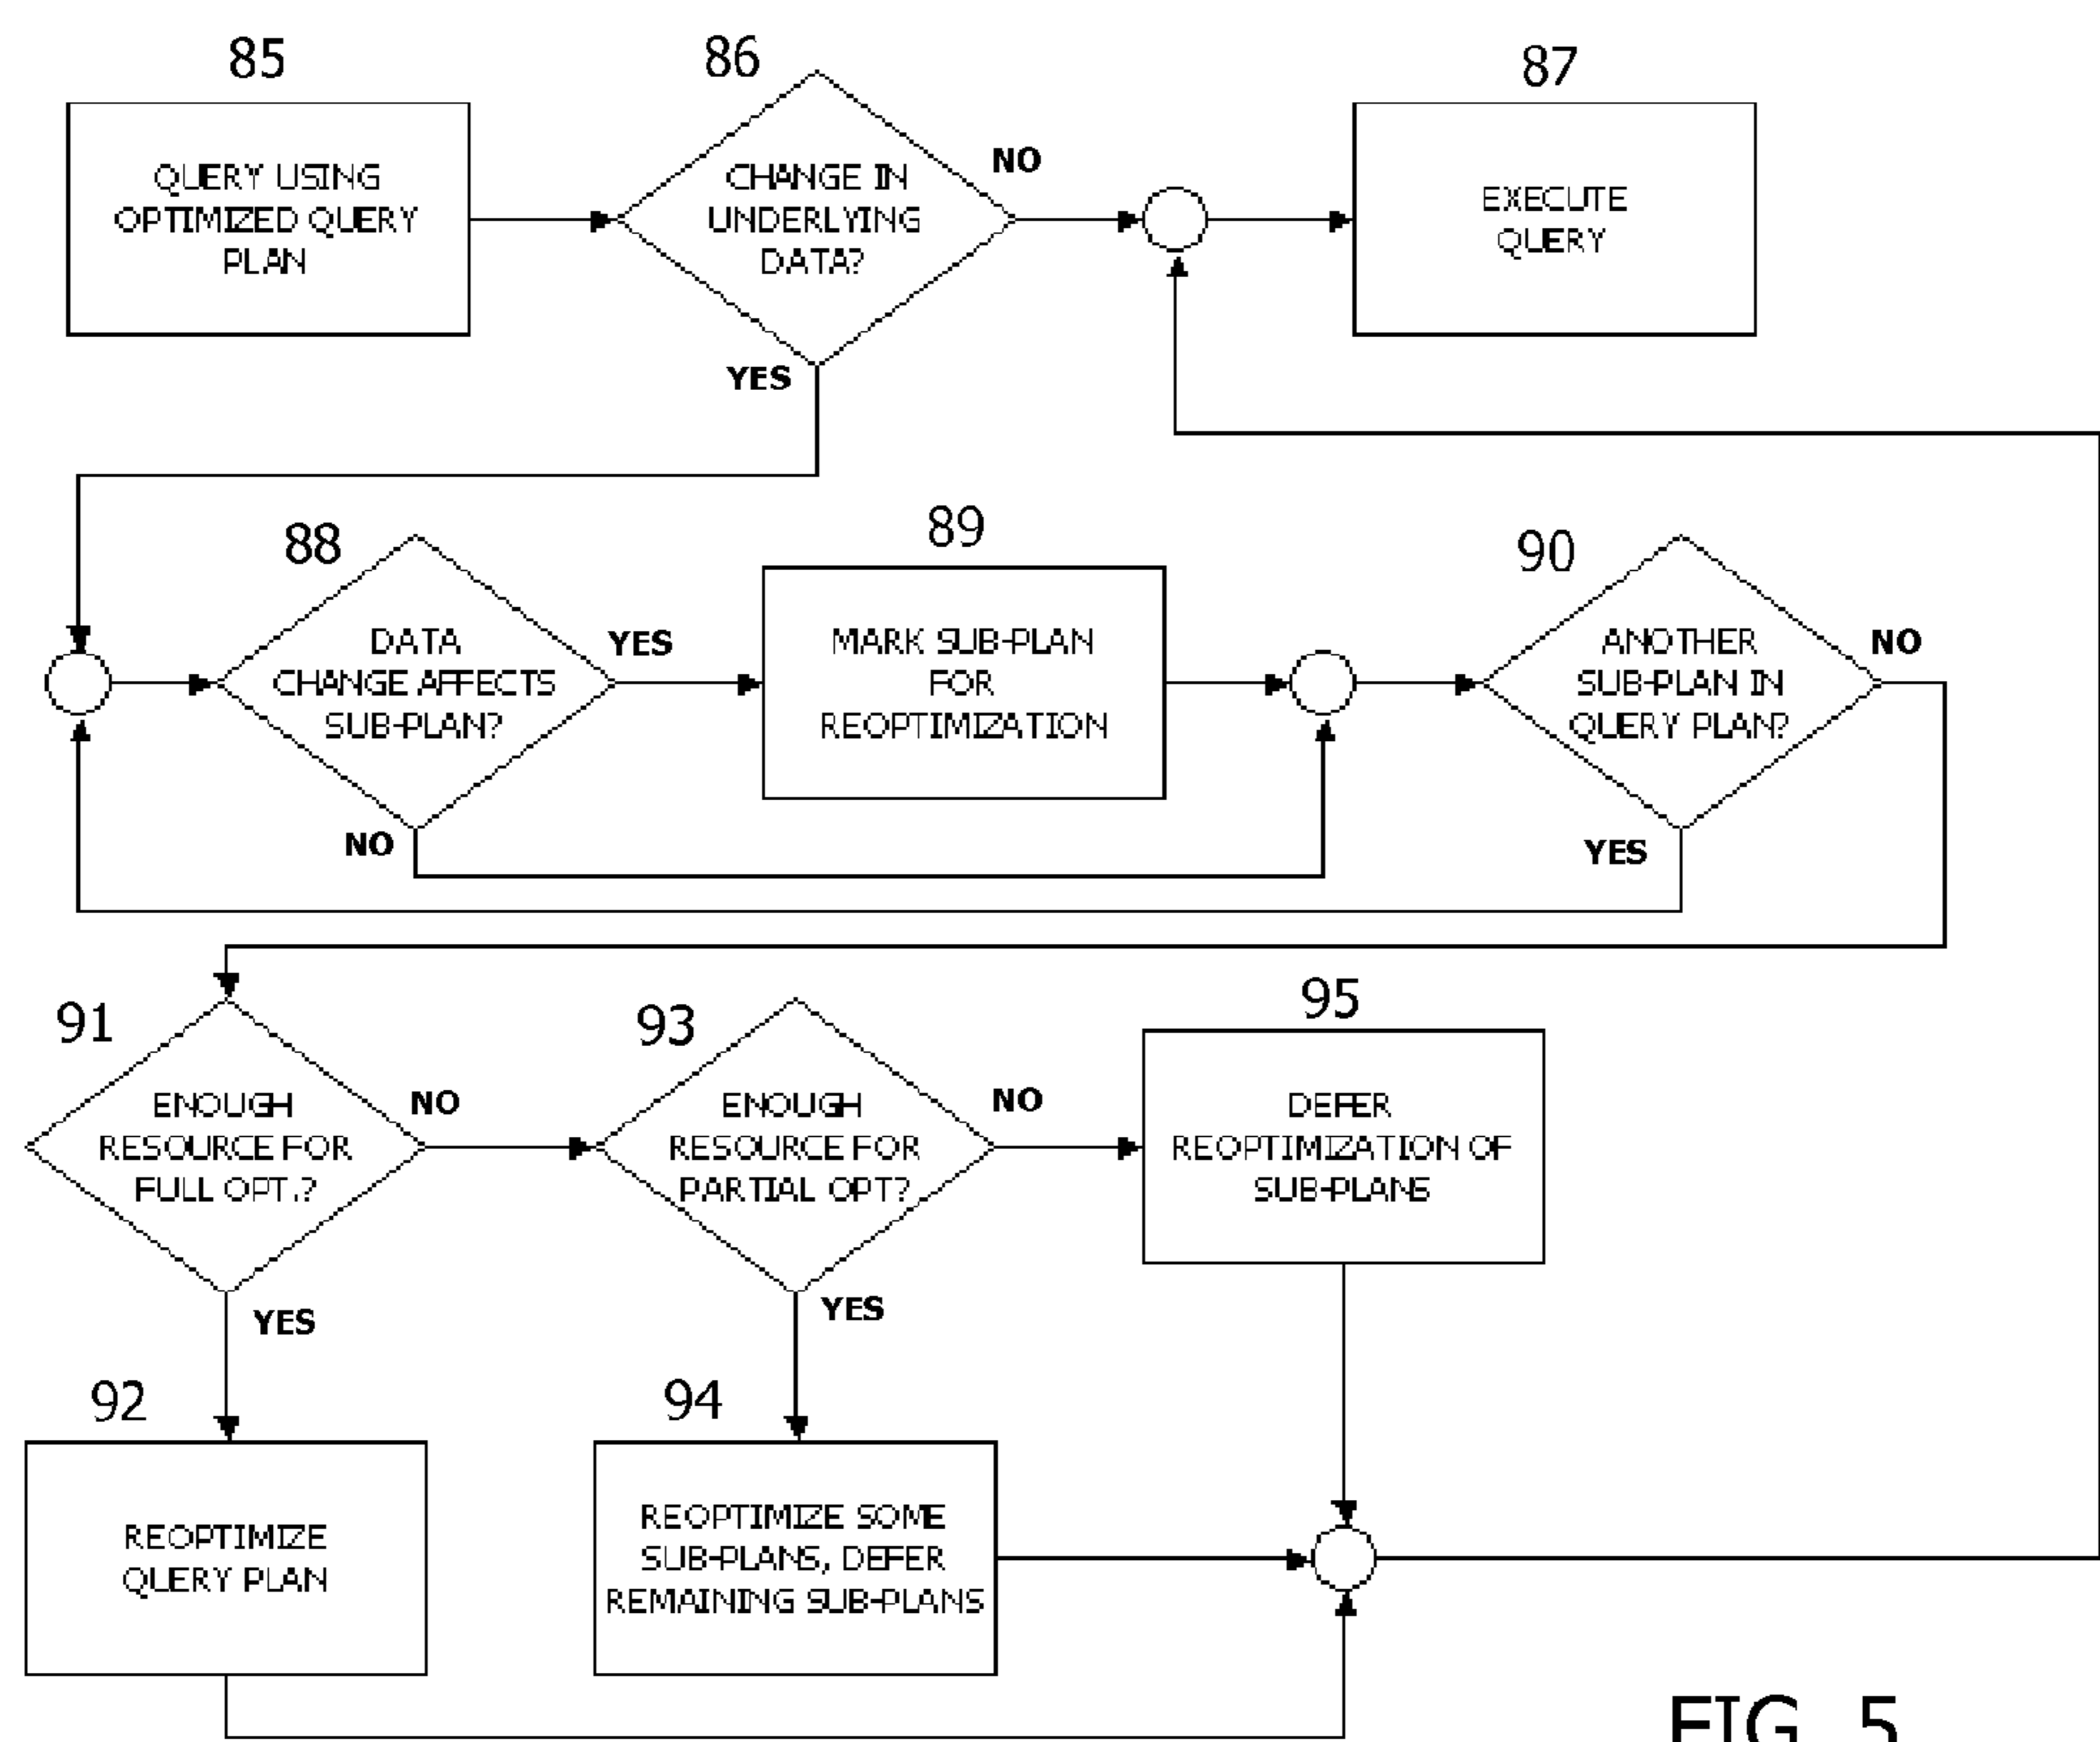 85
QUERY USING
OPTIMIZED QUERY
PLAN
86
CHANGE IN
UNDERLYING
DATA?
NO
YES
87
EXECUTE
QUERY
88
DATA
CHANGE AFFECTS
SUB-PLAN?
YES
NO
89
MARK SUB-PLAN
FOR
REOPTIMIZATION
90
ANOTHER
SUB-PLAN IN
QUERY PLAN?
NO
YES
91
ENOUGH
RESOURCE FOR
FULL OPT.?
NO
YES
93
ENOUGH
RESOURCE FOR
PARTIAL OPT?
NO
YES
95
DEFER
REOPTIMIZATION OF
SUB-PLANS
92
REOPTIMIZE
QUERY PLAN
94
REOPTIMIZE SOME
SUB-PLANS, DEFER
REMAINING SUB-PLANS
FIG. 5